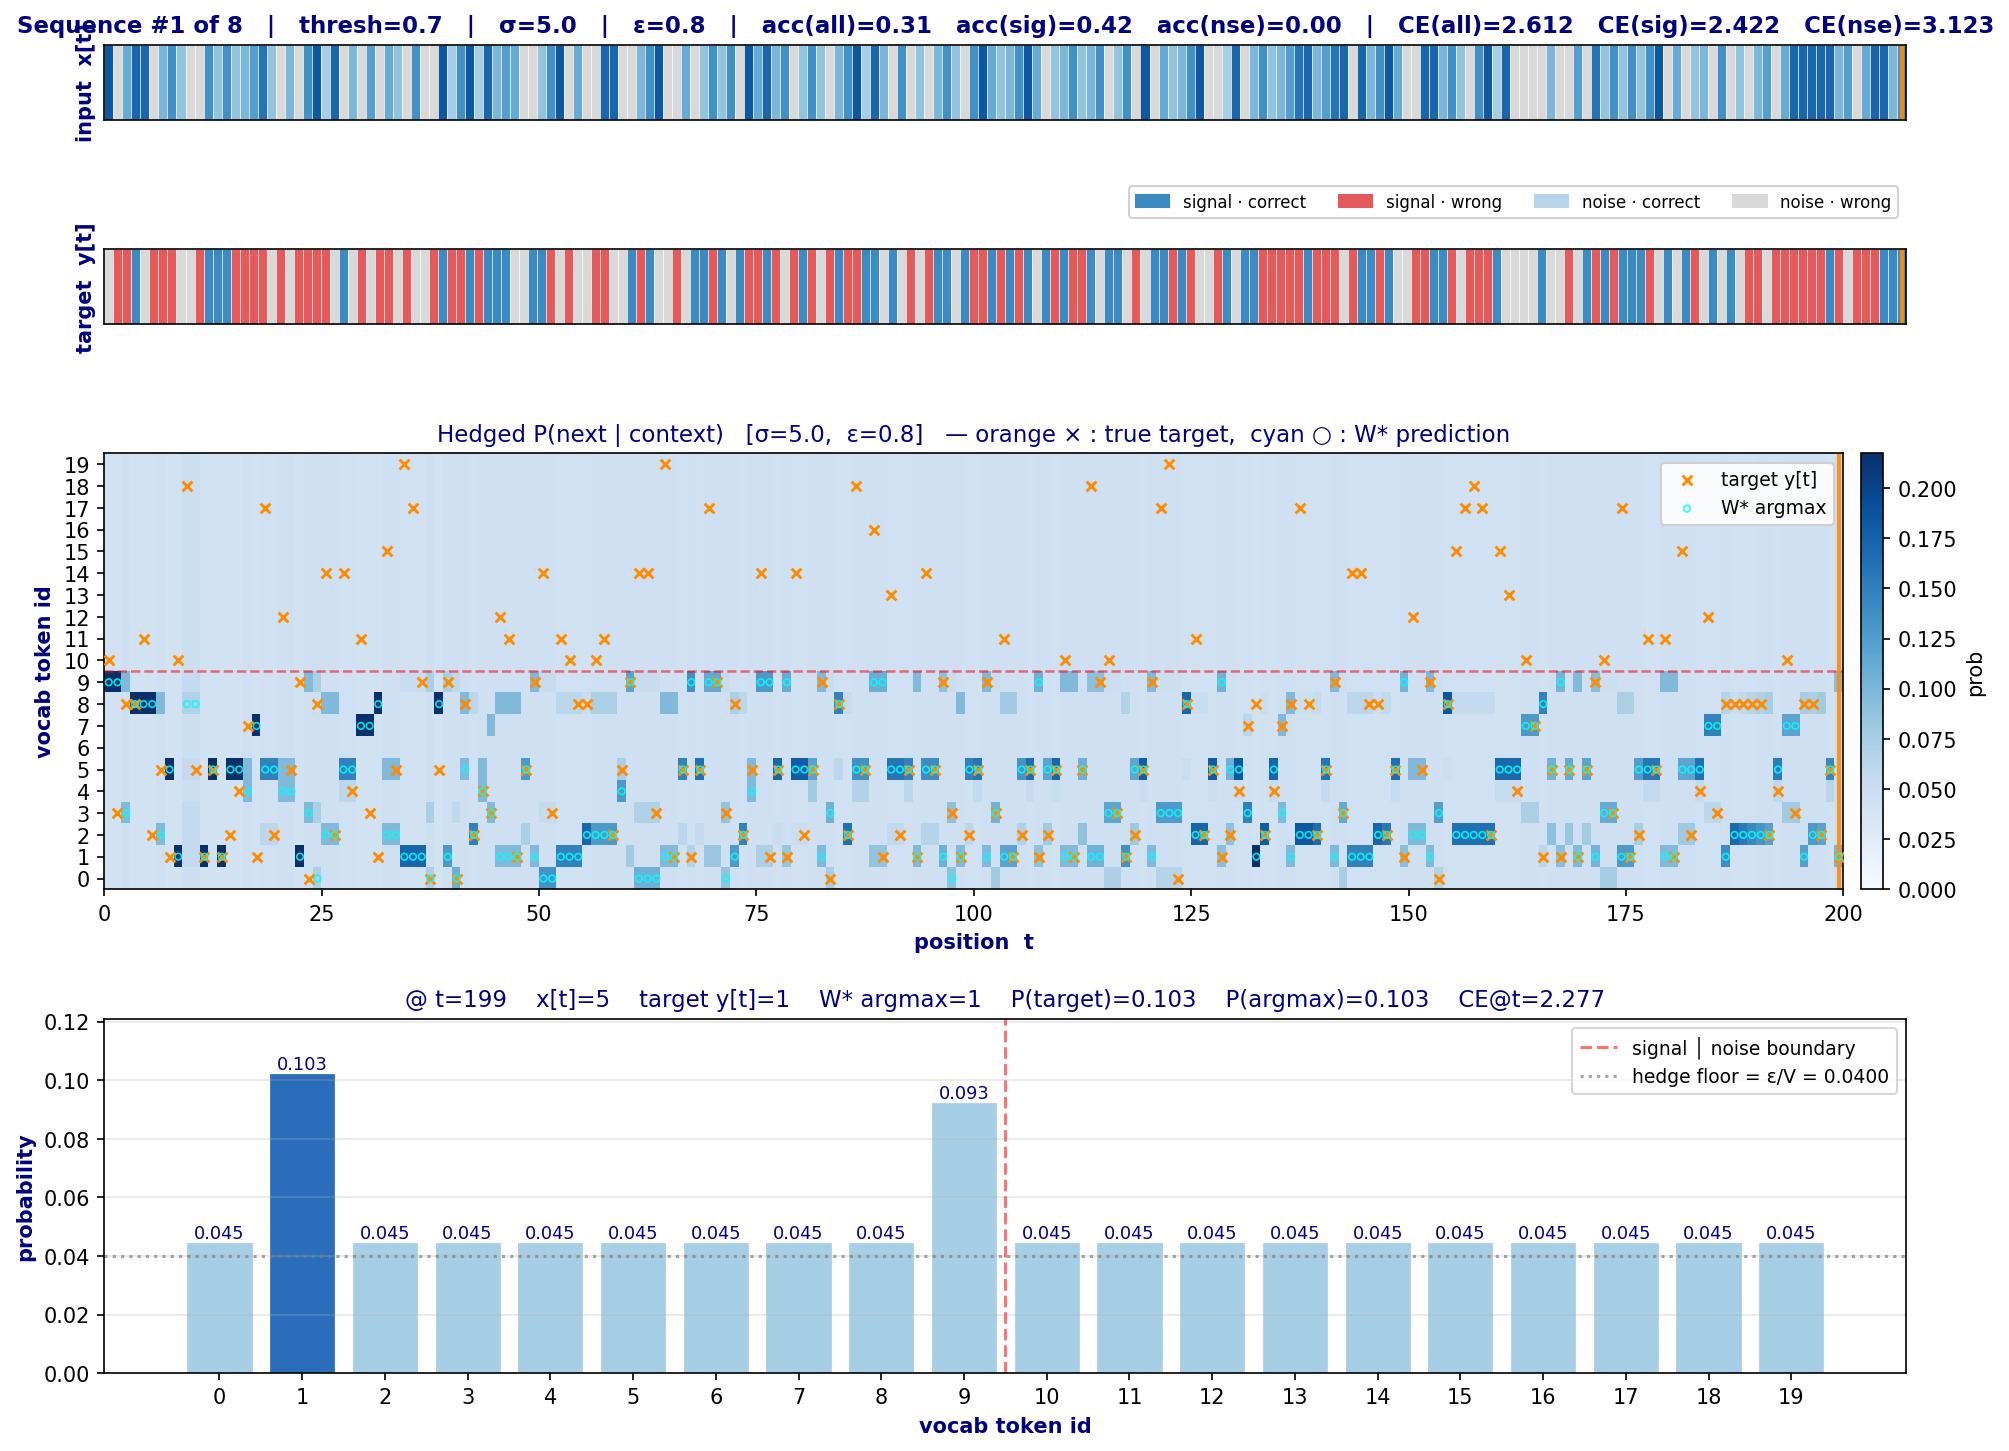 Sequence #1 of 8 | thresh=0.7 | σ=5.0 | ε=0.8 | acc(all)=0.31 acc(sig)=0.42 acc(nse)=0.00 | CE(all)=2.612 CE(sig)=2.422 CE(nse)=3.123
input x[t]
signal · correct
signal · wrong
noise · correct
noise · wrong
target y[t]
Hedged P(next | context) [σ=5.0, ε=0.8] — orange × : true target, cyan ○ : W* prediction
target y[t]
W* argmax
vocab token id
19
18
17
16
15
14
13
12
11
10
9
8
7
6
5
4
3
2
1
0
0 25 50 75 100 125 150 175 200
position t
0.200
0.175
0.150
0.125
0.100
0.075
0.050
0.025
0.000
prob
@ t=199 x[t]=5 target y[t]=1 W* argmax=1 P(target)=0.103 P(argmax)=0.103 CE@t=2.277
signal | noise boundary
hedge floor = ε/V = 0.0400
probability
0.12
0.10
0.08
0.06
0.04
0.02
0.00
0.045 0.103 0.045 0.045 0.045 0.045 0.045 0.045 0.045 0.093 0.045 0.045 0.045 0.045 0.045 0.045 0.045 0.045 0.045 0.045
0 1 2 3 4 5 6 7 8 9 10 11 12 13 14 15 16 17 18 19
vocab token id